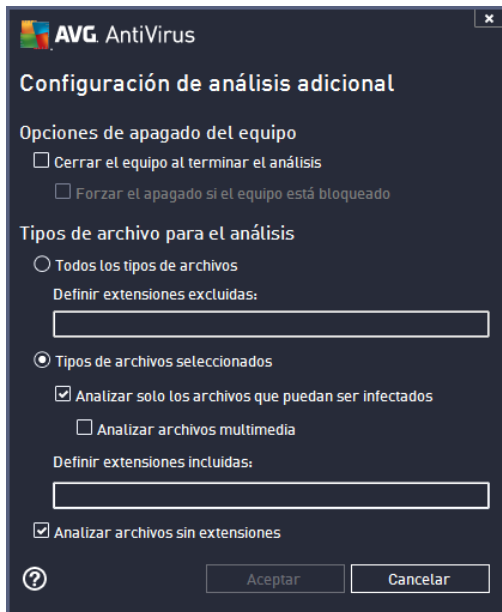 AVG. AntiVirus
Configuración de análisis adicional
Opciones de apagado del equipo
Cerrar el equipo al terminar el análisis
Forzar el apagado si el equipo está bloqueado
Tipos de archivo para el análisis
Todos los tipos de archivos
Definir extensiones excluidas:
Tipos de archivos seleccionados
Analizar solo los archivos que puedan ser infectados
Analizar archivos multimedia
Definir extensiones incluidas:
Analizar archivos sin extensiones
?
Aceptar Cancelar